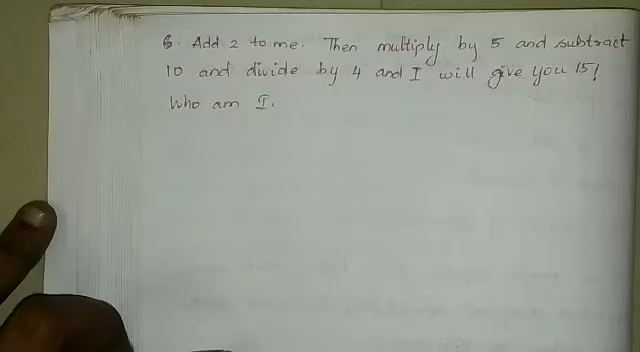 6. Add 2 to me. Then multiply by 5 and subtract
10 and divide by 4 and I will give you 15!
Who am I.